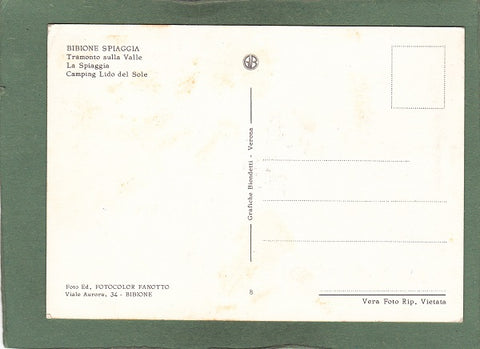 BIBIONE SPIAGGIA
Tramonto sulla Valle
La Spiaggia
Camping Lido del Sole
GB
Grafiche Biondetti - Verona
Foto Ed. FOTOCOLOR FANOTTO
Viale Aurora, 34 - BIBIONE
8
Vera Foto Rip. Vietata